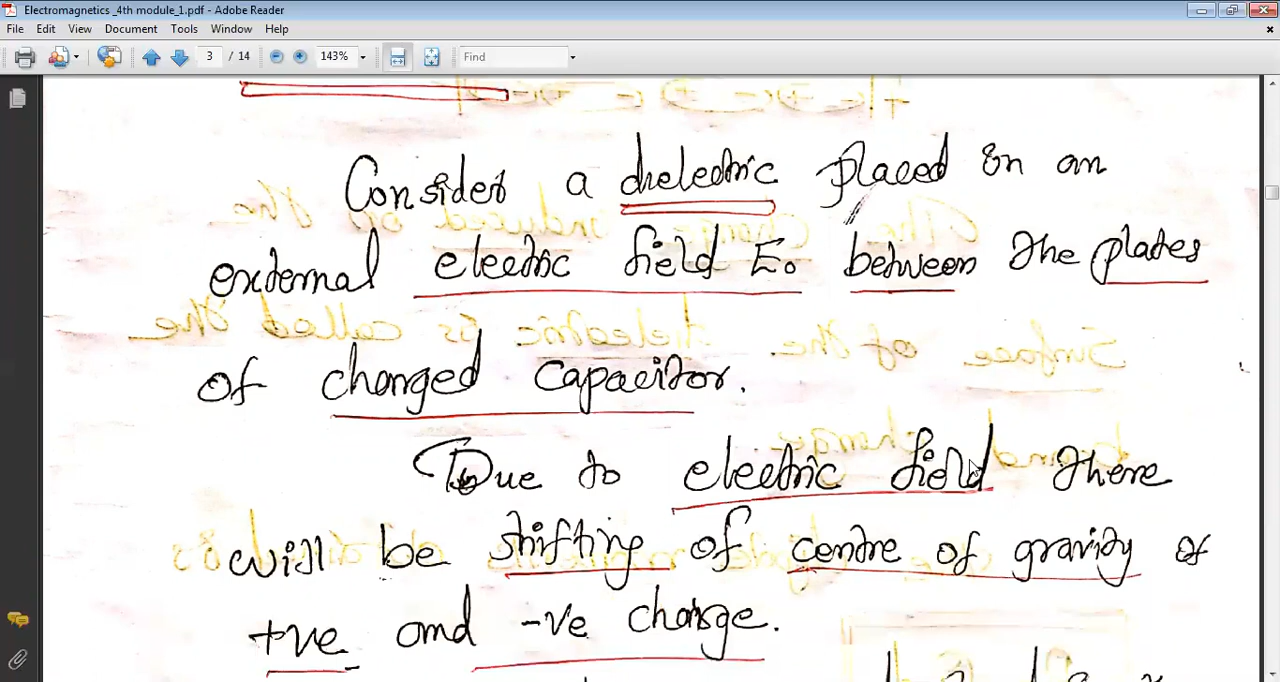 Electromagnetics _4th module_1.pdf - Adobe Reader
File Edit View Document Tools Window Help
3 / 14 143% Find
Consider a dielectric placed in an
external electric field E₀ between the plates
of charged capacitor.
Due to electric field there
will be shifting of centre of gravity of
+ve and -ve charge.